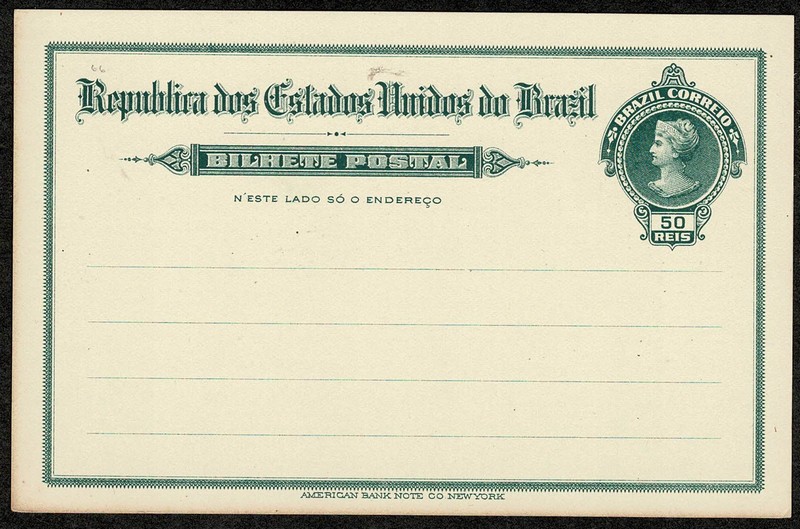 66
Republica dos Estados Unidos do Brazil
BILHETE POSTAL
N'ESTE LADO SÓ O ENDEREÇO
BRAZIL CORREIO
50
REIS
AMERICAN BANK NOTE CO NEW YORK